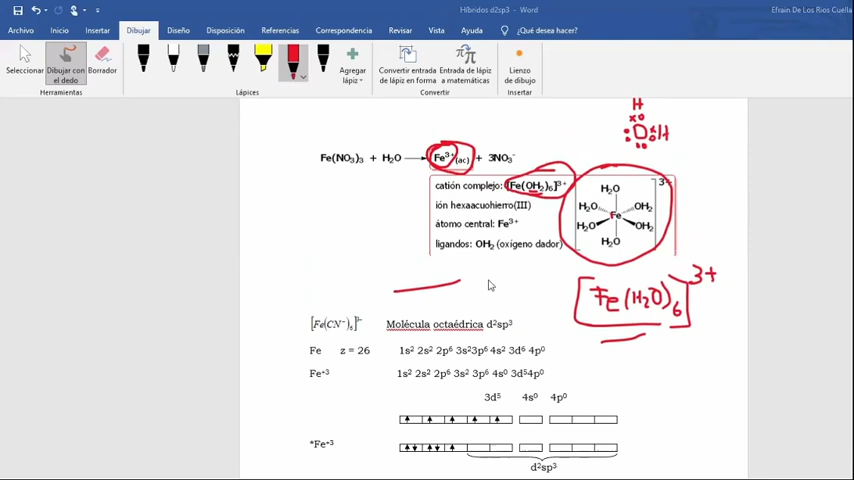 Híbridos d2sp3 - Word
Efrain De Los Rios Cuella
Archivo Inicio Insertar Dibujar Diseño Disposición Referencias Correspondencia Revisar Vista Ayuda ¿Qué desea hacer?
Seleccionar Dibujar con el dedo Borrador
Agregar lápiz
Convertir entrada de lápiz en forma
Entrada de lápiz a matemáticas
Lienzo de dibujo
Herramientas Lápices Convertir Insertar
H
O H
Fe(NO₃)₃ + H₂O → Fe³⁺(ac) + 3NO₃⁻
catión complejo: [Fe(OH₂)₆]³⁺
ión hexaacuohierro(III)
átomo central: Fe³⁺
ligandos: OH₂ (oxígeno dador)
3+
H₂O
H₂O OH₂
Fe
H₂O OH₂
H₂O
[Fe(H₂O)₆]³⁺
[Fe(CN⁻)₆]³⁻ Molécula octaédrica d²sp³
Fe z = 26 1s² 2s² 2p⁶ 3s²3p⁶ 4s² 3d⁶ 4p⁰
Fe⁺³ 1s² 2s² 2p⁶ 3s² 3p⁶ 4s⁰ 3d⁵4p⁰
3d⁵ 4s⁰ 4p⁰
*Fe⁺³
d²sp³